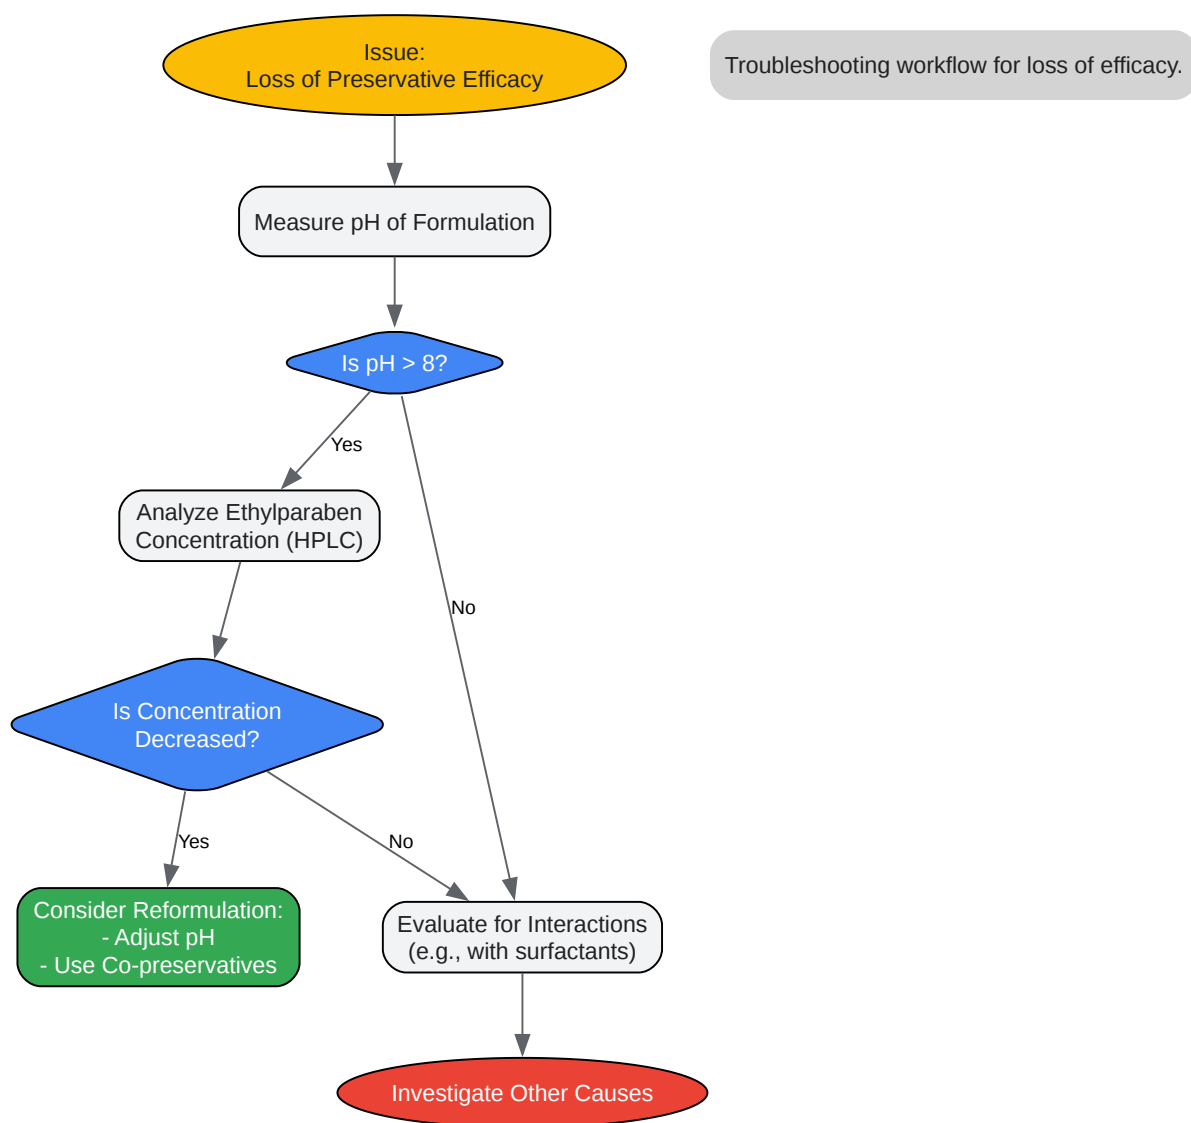 Issue:
Loss of Preservative Efficacy
Troubleshooting workflow for loss of efficacy.
Measure pH of Formulation
Is pH > 8?
Yes
Analyze Ethylparaben
Concentration (HPLC)
No
Is Concentration
Decreased?
Yes
No
Consider Reformulation:
- Adjust pH
- Use Co-preservatives
Evaluate for Interactions
(e.g., with surfactants)
Investigate Other Causes